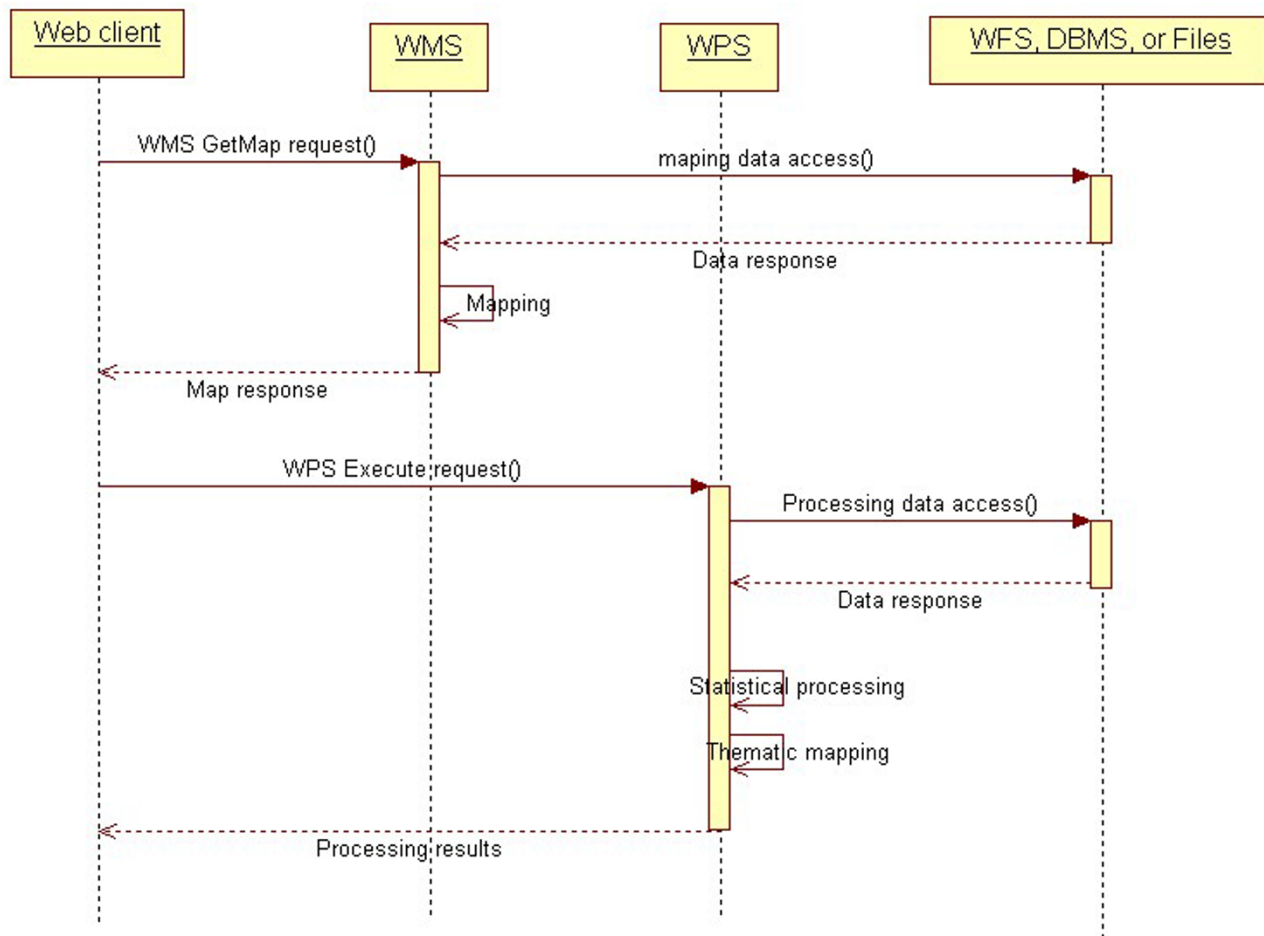 Web client
WMS
WPS
WFS, DBMS, or Files
WMS GetMap request()
maping data access()
Data response
Mapping
Map response
WPS Execute request()
Processing data access()
Data response
Statistical processing
Thematic mapping
Processing results